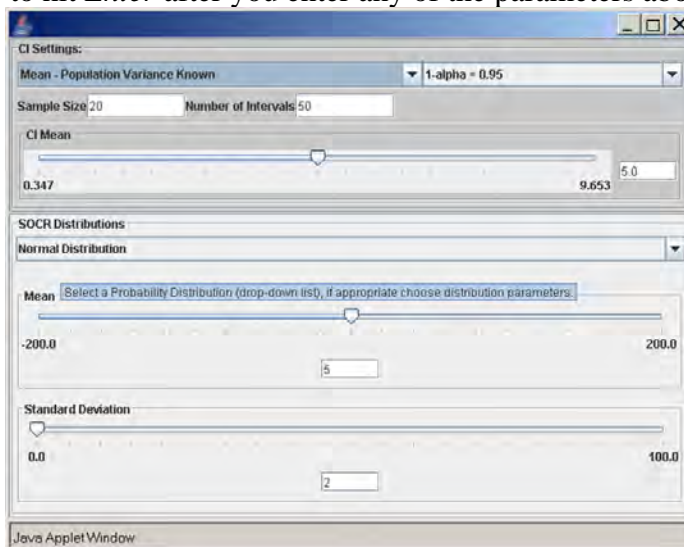 to hit Enter after you enter any of the parameters abo
CI Settings:
Mean - Population Variance Known 1-alpha = 0.95
Sample Size 20 Number of Intervals 50
CI Mean
5.0
0.347 9.653
SOCR Distributions
Normal Distribution
Mean Select a Probability Distribution (drop-down list), if appropriate choose distribution parameters.
-200.0 200.0
5
Standard Deviation
0.0 100.0
2
Java Applet Window